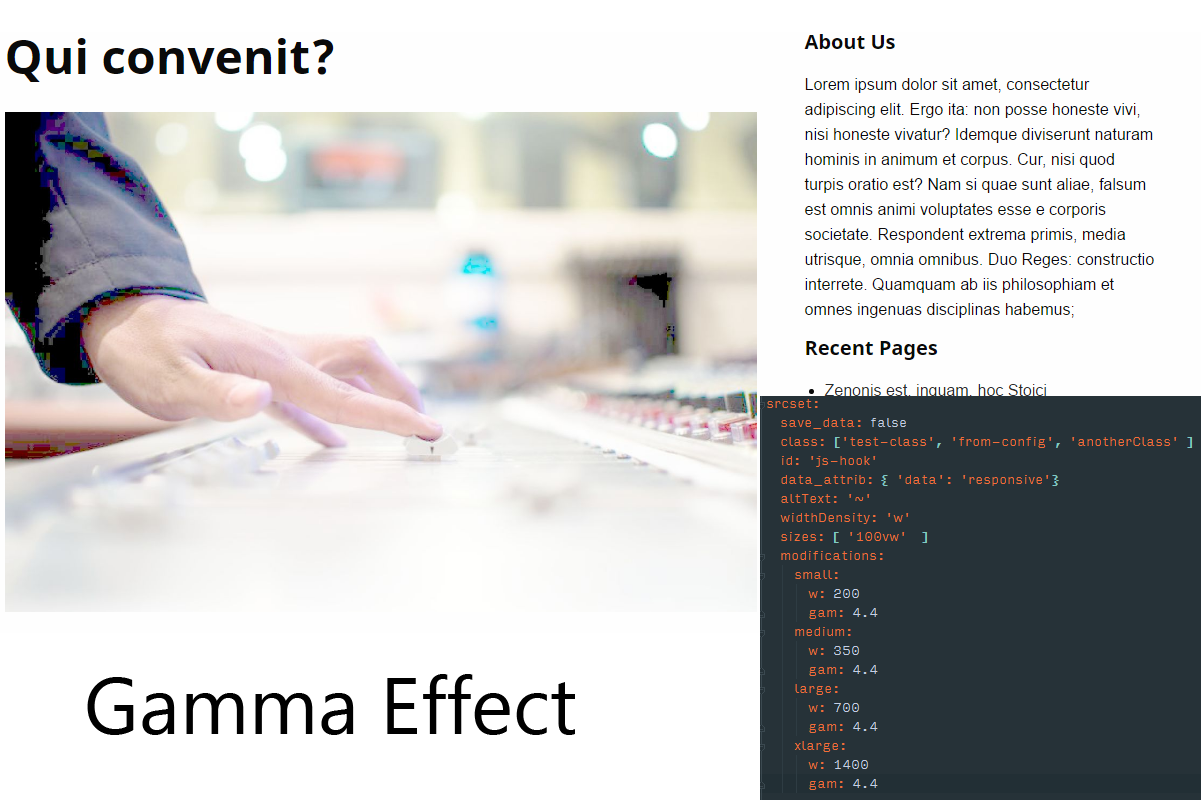 Qui convenit?
Gamma Effect
About Us
Lorem ipsum dolor sit amet, consectetur
adipiscing elit. Ergo ita: non posse honeste vivi,
nisi honeste vivatur? Idemque diviserunt naturam
hominis in animum et corpus. Cur, nisi quod
turpis oratio est? Nam si quae sunt aliae, falsum
est omnis animi voluptates esse e corporis
societate. Respondent extrema primis, media
utrisque, omnia omnibus. Duo Reges: constructio
interrete. Quamquam ab iis philosophiam et
omnes ingenuas disciplinas habemus;
Recent Pages
• Zenonis est, inquam, hoc Stoici
srcset:
  save_data: false
  class: ['test-class', 'from-config', 'anotherClass' ]
  id: 'js-hook'
  data_attrib: { 'data': 'responsive'}
  altText: '~'
  widthDensity: 'w'
  sizes: [ '100vw'  ]
  modifications:
    small:
      w: 200
      gam: 4.4
    medium:
      w: 350
      gam: 4.4
    large:
      w: 700
      gam: 4.4
    xlarge:
      w: 1400
      gam: 4.4